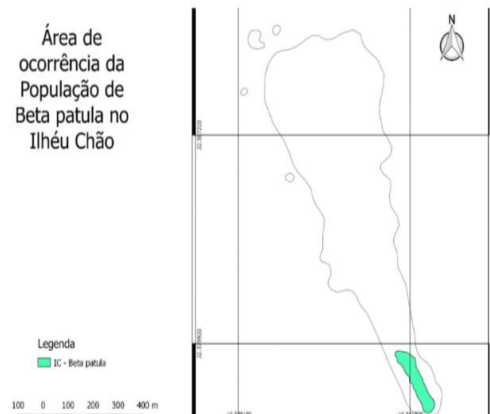 Área de
ocorrência da
População de
Beta patula no
Ilhéu Chão
N
Legenda
IC - Beta patula
100 0 100 200 300 400 m